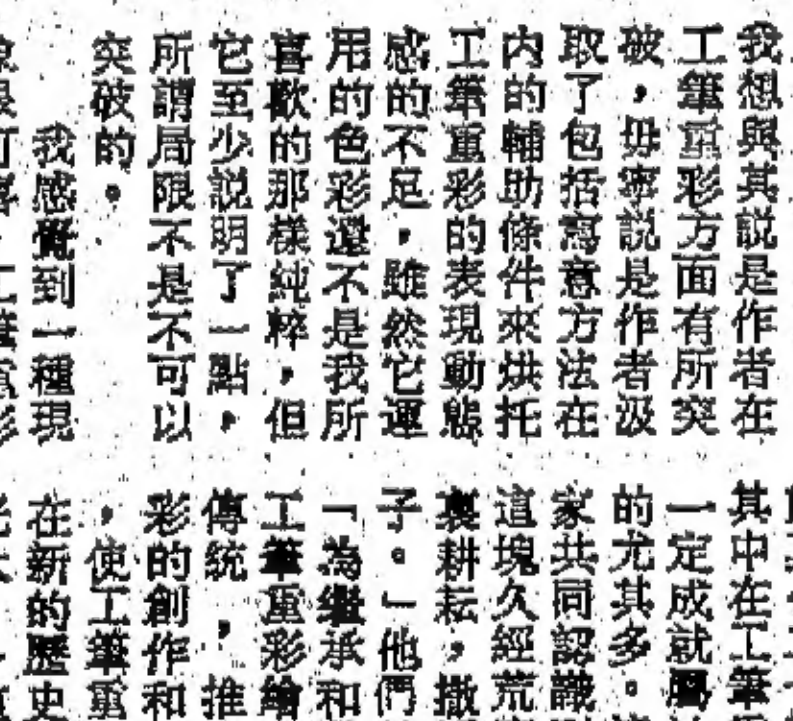 我想與其説是作者在
工筆重彩方面有所突
破，毋寧説是作者汲
取了包括寫意方法在
内的輔助條件來烘托
工筆重彩的表現動態
感的不足，雖然它運
用的色彩還不是我所
喜歡的那樣純粹，但
它至少説明了一點，
所謂局限不是不可以
突破的。
我感覺到一種現
其中在工筆
一定成就屬
的尤其多。
家共同認識
這塊久經荒
裏耕耘，撒
子。」他們
「為繼承和
工筆重彩繪
傳統，推
彩的創作和
，使工筆重
在新的歷史